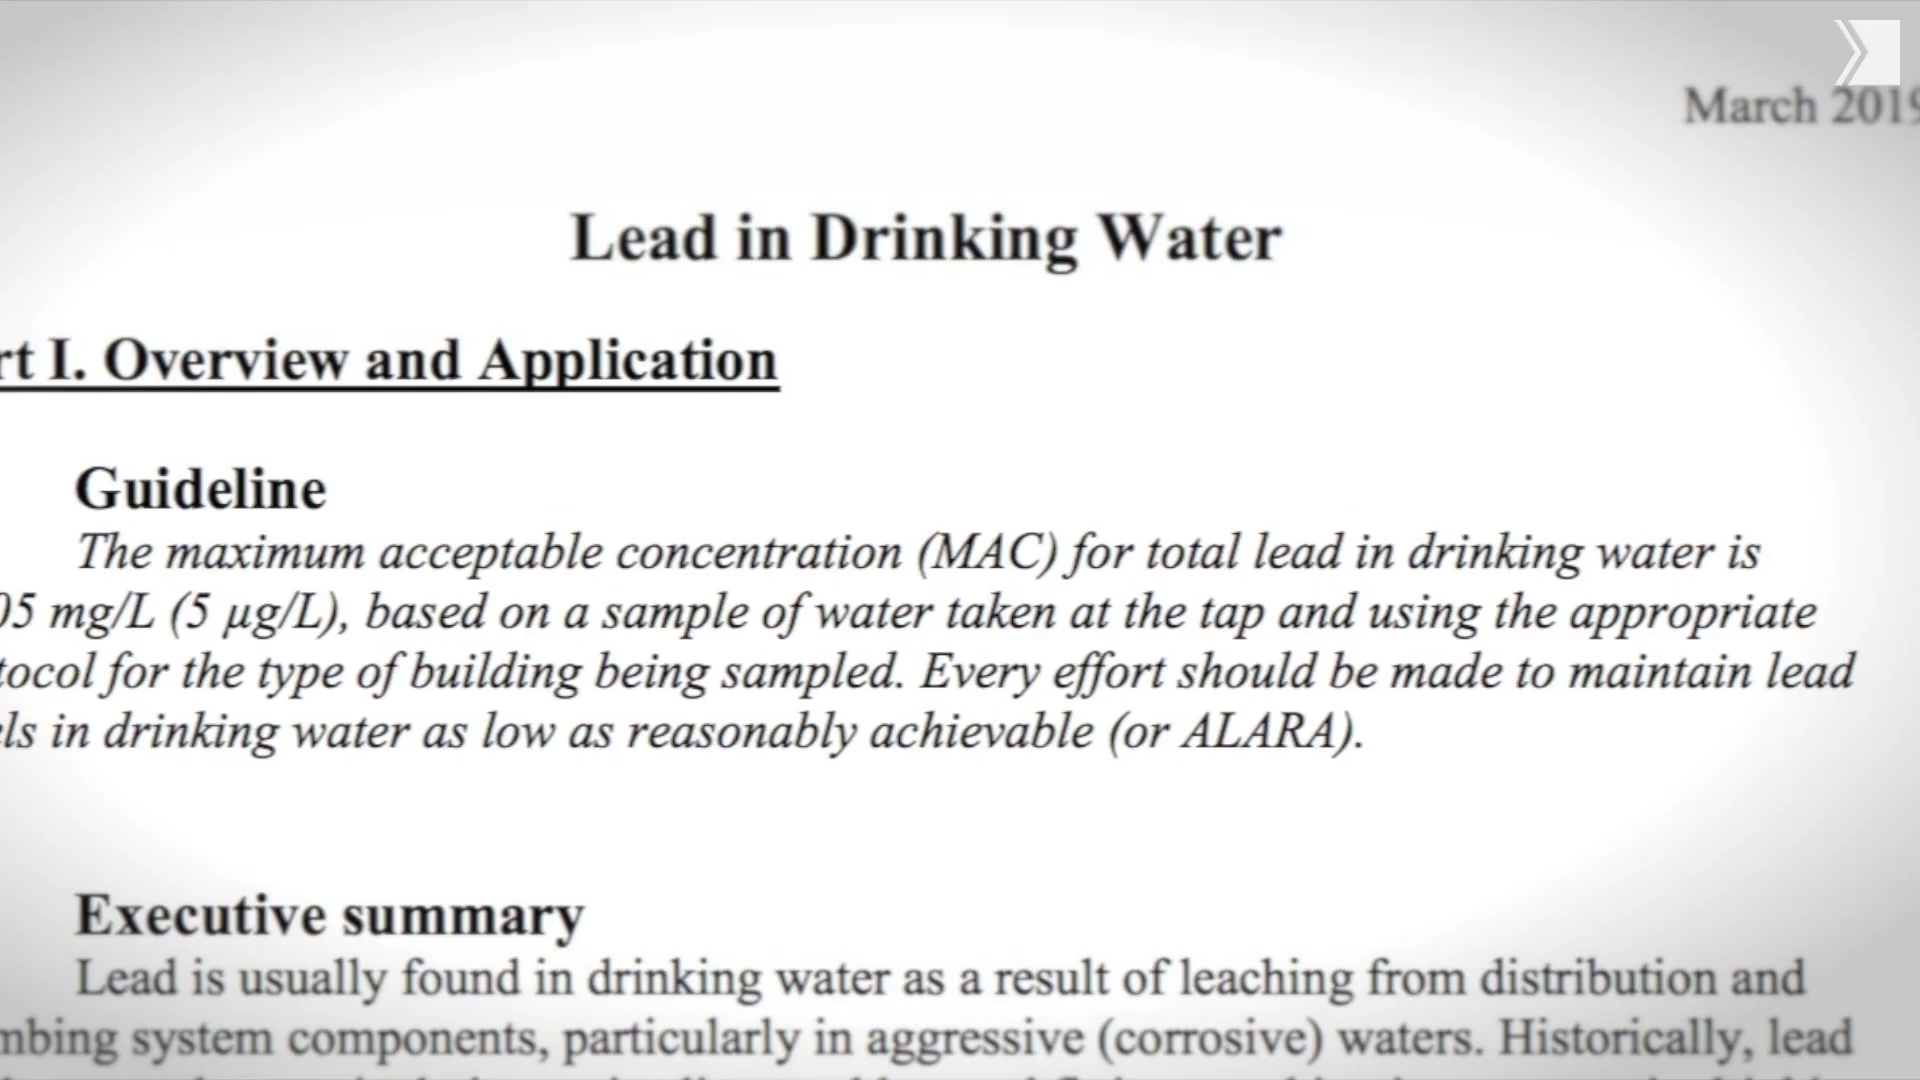 March 2019
Lead in Drinking Water
rt I. Overview and Application
Guideline
The maximum acceptable concentration (MAC) for total lead in drinking water is
05 mg/L (5 µg/L), based on a sample of water taken at the tap and using the appropriate
tocol for the type of building being sampled. Every effort should be made to maintain lead
ls in drinking water as low as reasonably achievable (or ALARA).
Executive summary
Lead is usually found in drinking water as a result of leaching from distribution and
mbing system components, particularly in aggressive (corrosive) waters. Historically, lead